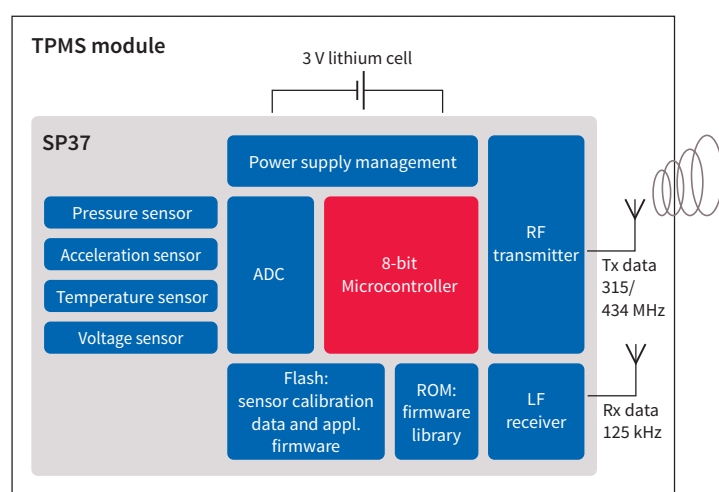 TPMS module
3 V lithium cell
SP37
Power supply management
Pressure sensor
Acceleration sensor
Temperature sensor
Voltage sensor
ADC
8-bit
Microcontroller
RF
transmitter
Tx data
315/
434 MHz
Flash:
sensor calibration
data and appl.
firmware
ROM:
firmware
library
LF
receiver
Rx data
125 kHz